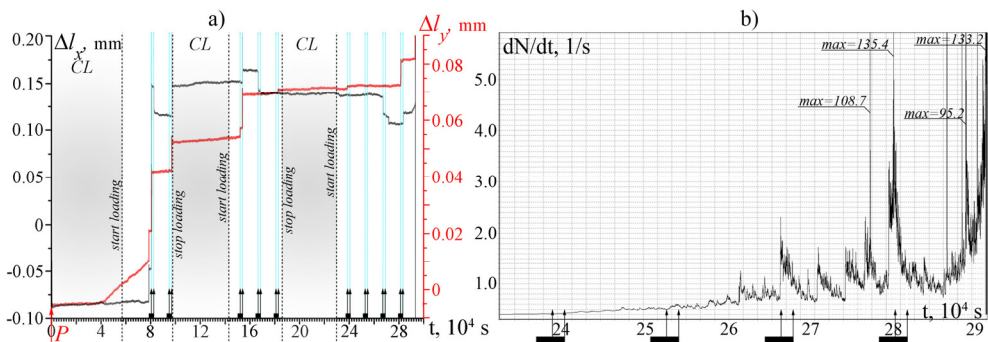 a)
Δl_x, mm
CL
CL
CL
Δl_y, mm
0.20
0.15
0.10
0.05
0
-0.05
-0.10
0.08
0.06
0.04
0.02
0
start loading
stop loading
start loading
stop loading
start loading
0 4 8 12 16 20 24 28
P
t, 10⁴ s
b)
dN/dt, 1/s
max=135.4
max=133.2
max=108.7
max=95.2
5.0
4.0
3.0
2.0
1.0
t, 10⁴ s
24 25 26 27 28 29